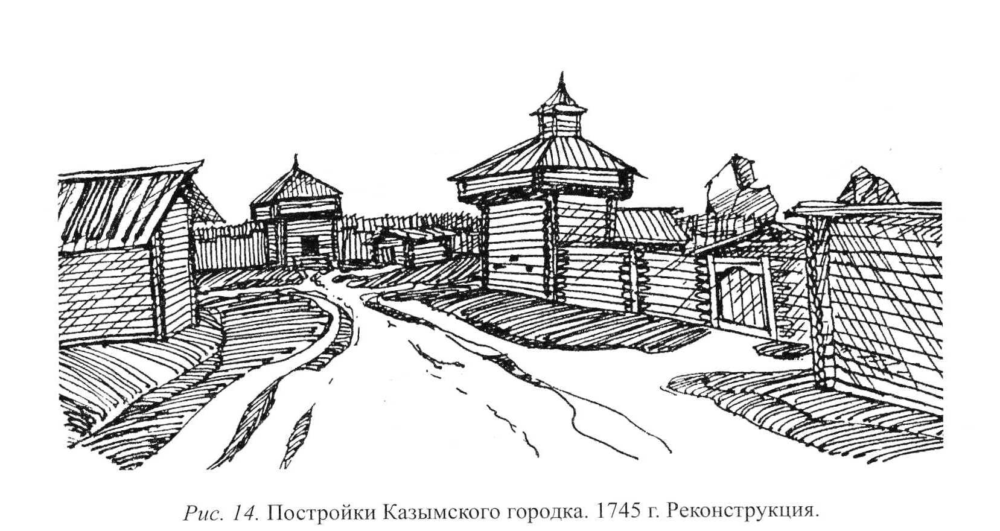 Рис. 14. Постройки Казымского городка. 1745 г. Реконструкция.